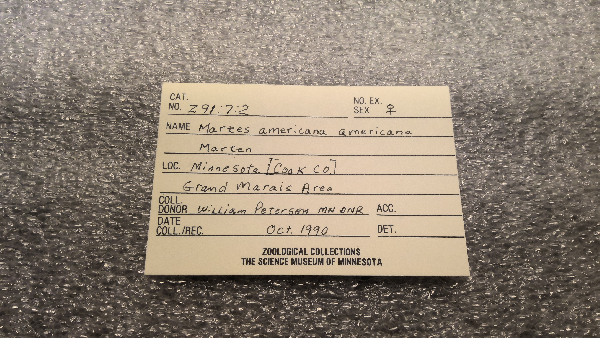 CAT.
NO. Z91:7:2 NO. EX.
SEX ♀
NAME Martes americana americana
Marten
LOC. Minnesota [Cook Co]
Grand Marais Area
COLL.
DONOR William Peterson MN DNR ACC.
DATE
COLL./REC. Oct. 1990 DET.
ZOOLOGICAL COLLECTIONS
THE SCIENCE MUSEUM OF MINNESOTA